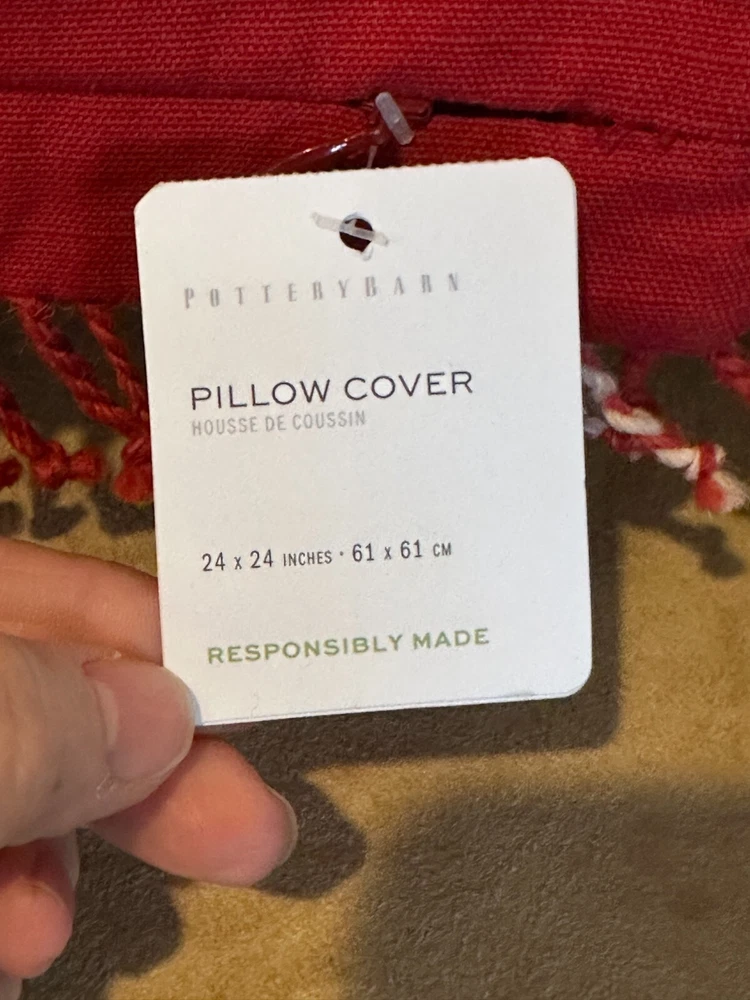 POTTERYBARN
PILLOW COVER
HOUSSE DE COUSSIN
24 x 24 INCHES · 61 x 61 CM
RESPONSIBLY MADE